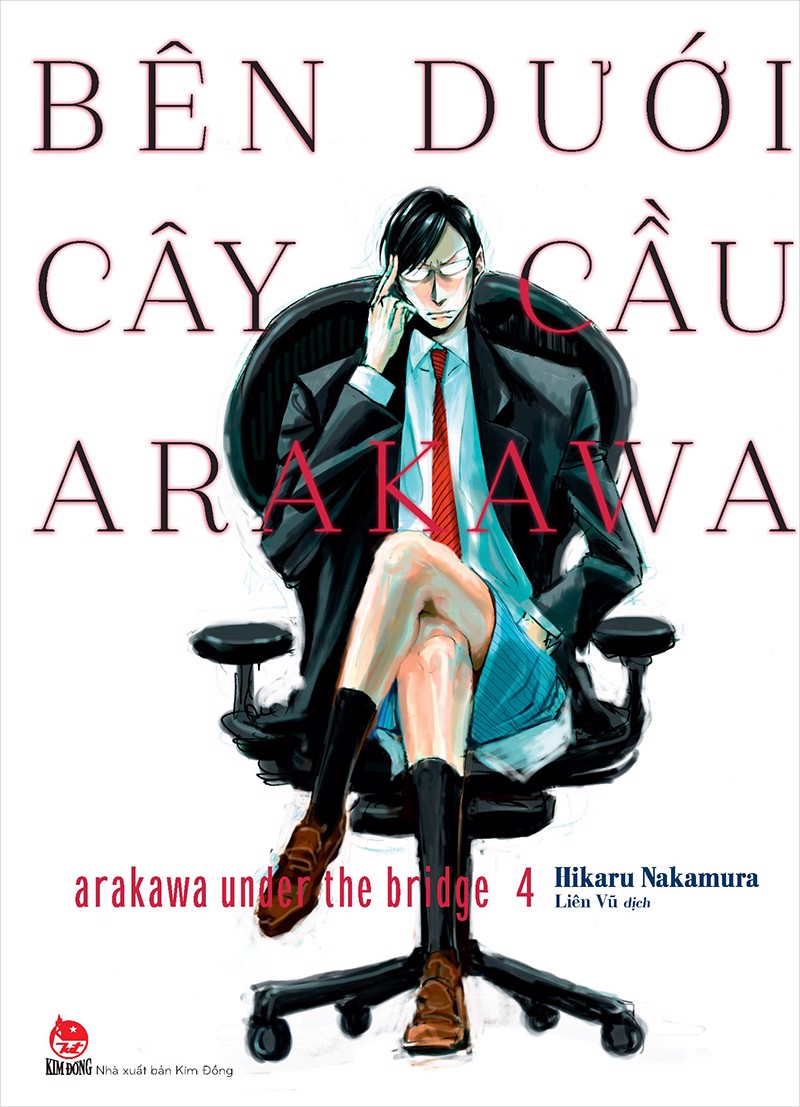 BÊN DƯỚI
CÂY CẦU
ARAKAWA
arakawa under the bridge 4
Hikaru Nakamura
Liên Vũ dịch
KIM ĐỒNG
Nhà xuất bản Kim Đồng